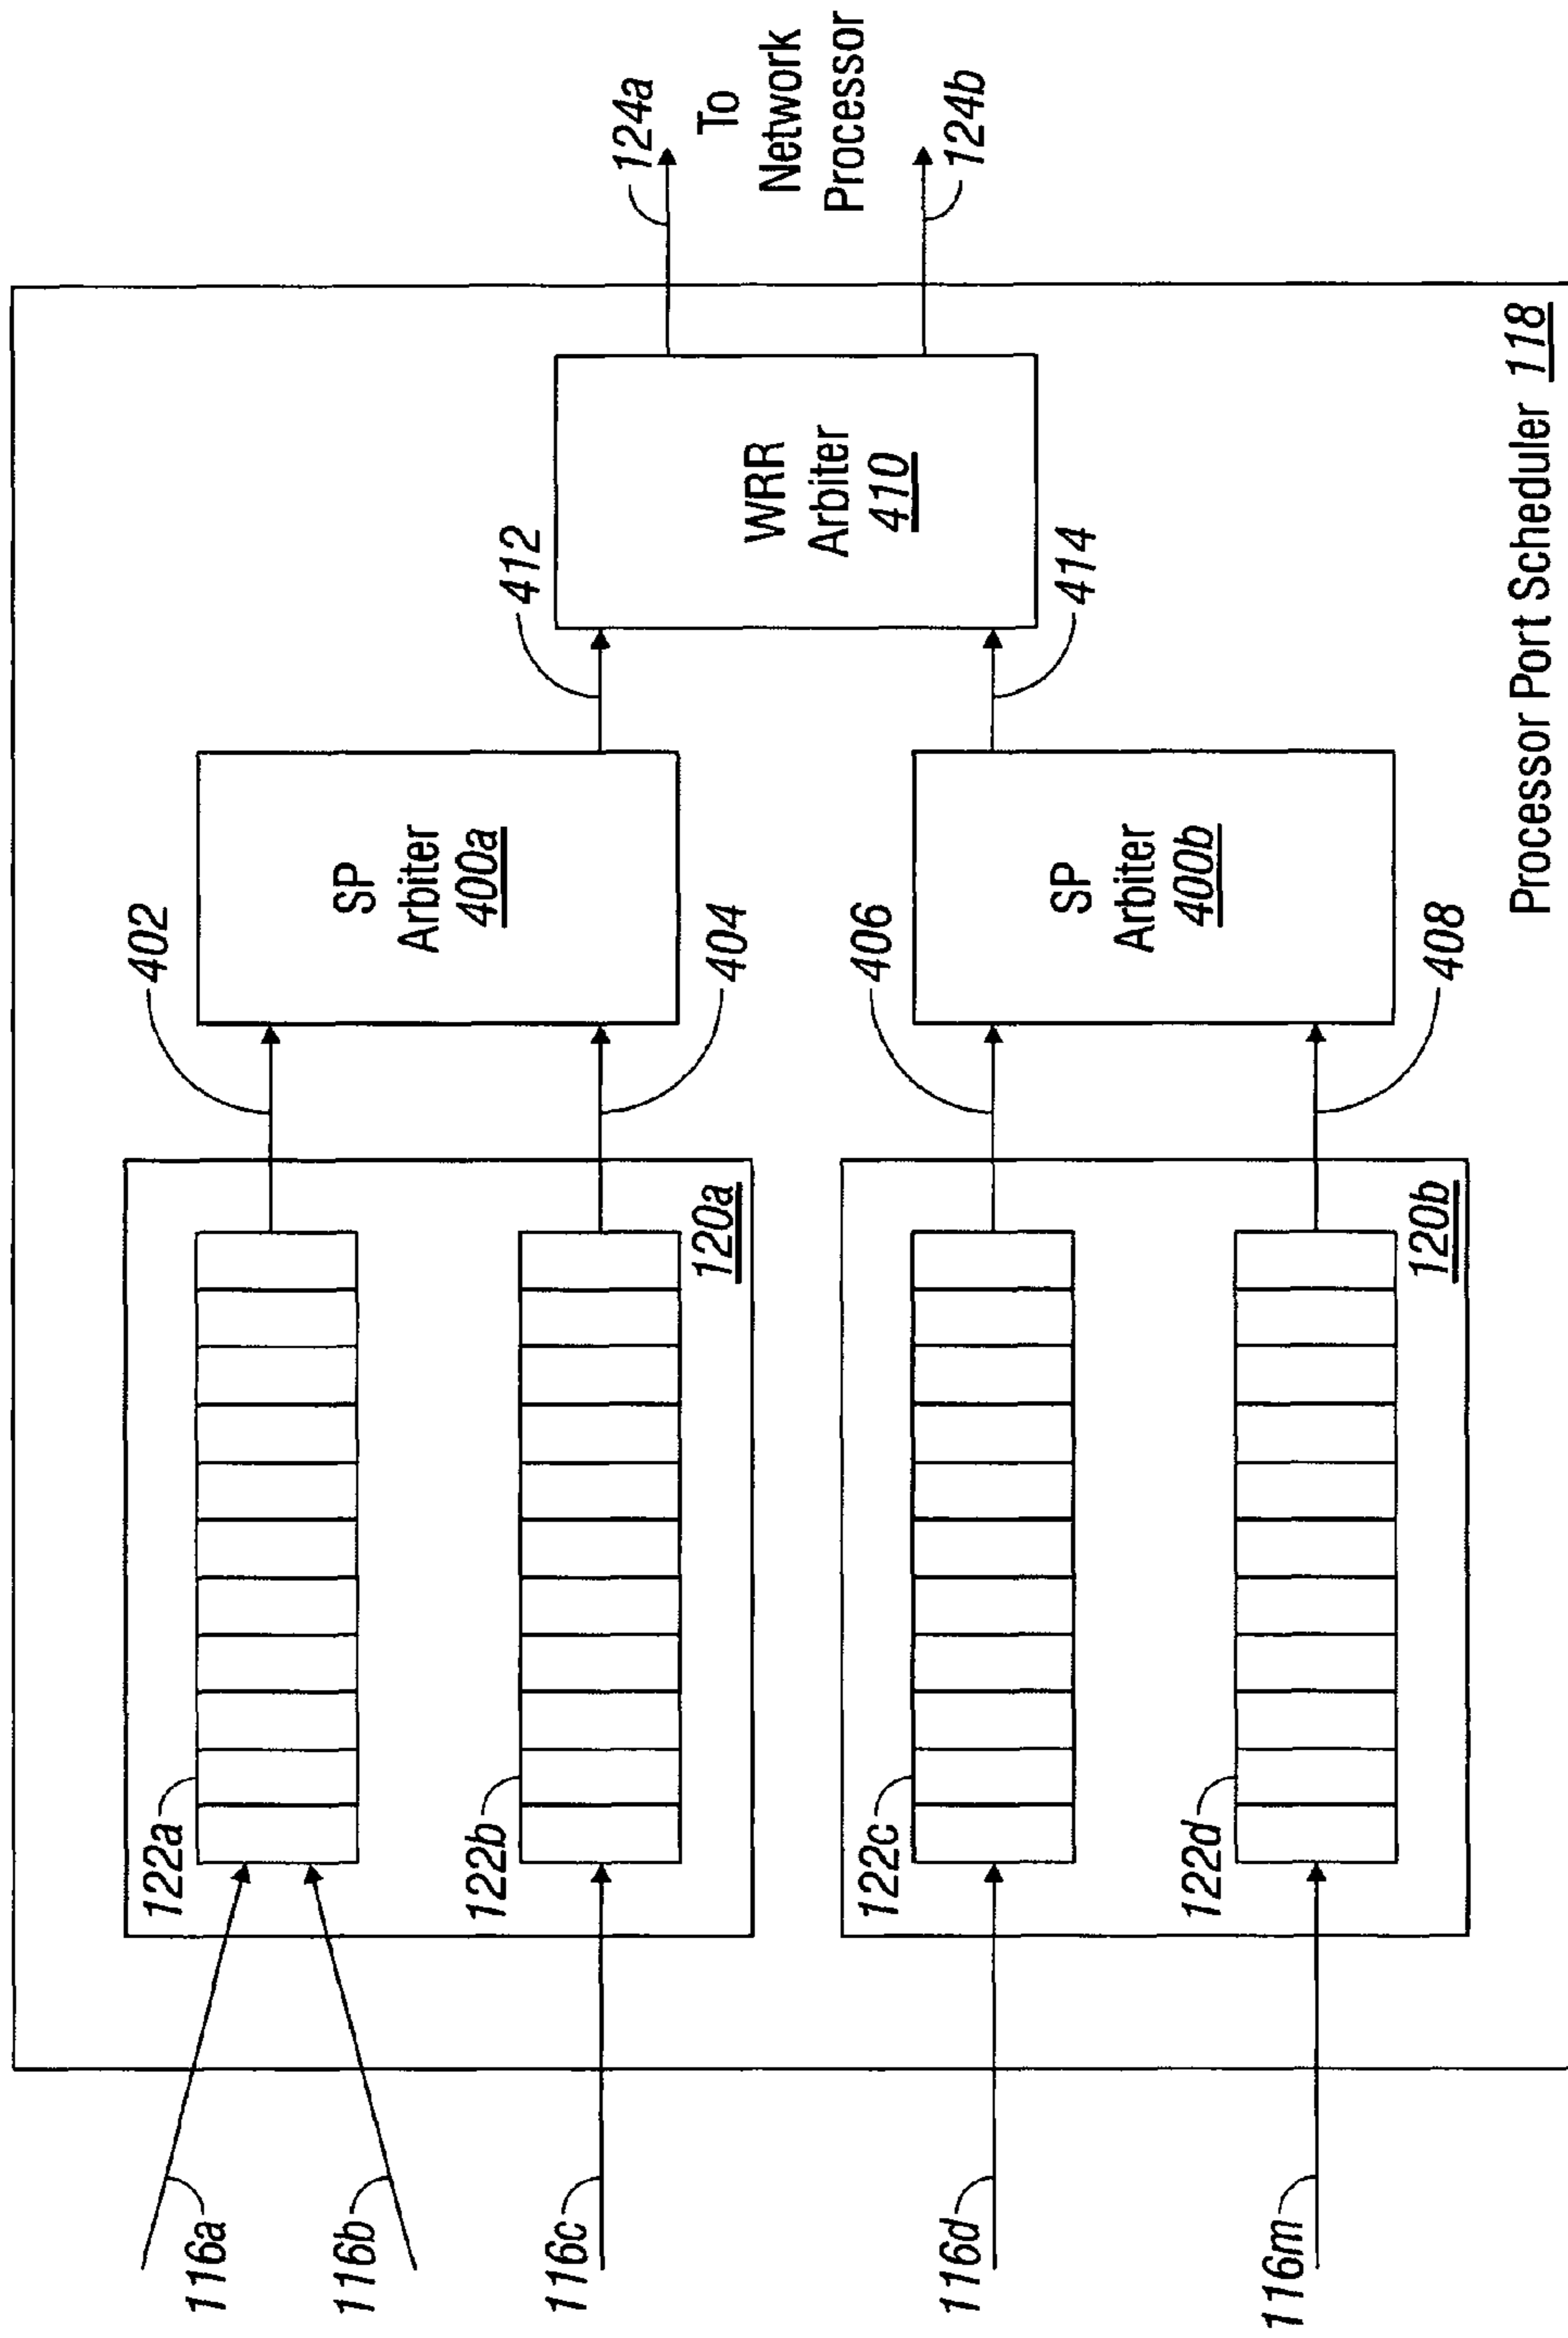 116a
116b
116c
116d
116m
122a
122b
120a
122c
122d
120b
402
404
406
408
SP
Arbiter
400a
SP
Arbiter
400b
412
414
WRR
Arbiter
410
124a
To
Network
Processor
124b
Processor Port Scheduler 118